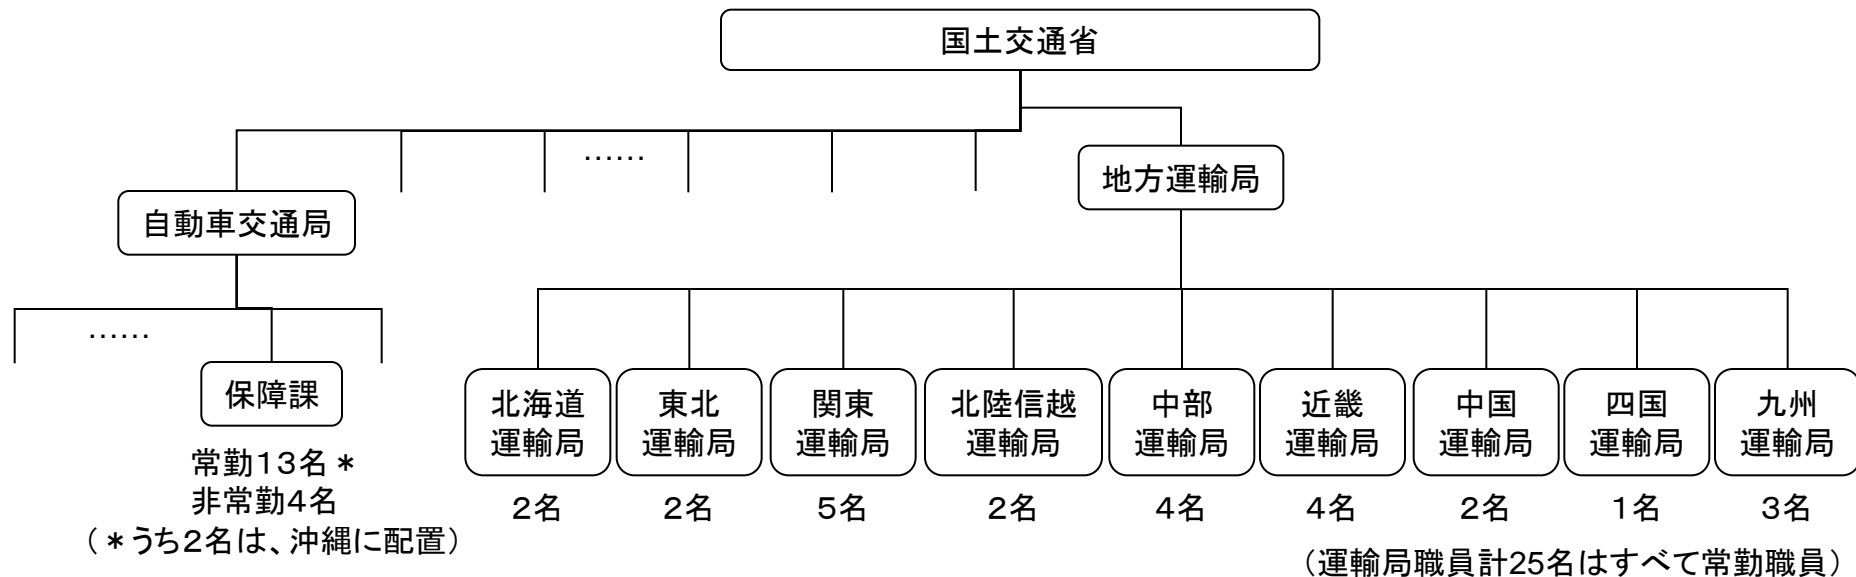 国土交通省
……
地方運輸局
自動車交通局
……
保障課
常勤１３名＊
非常勤４名
（＊うち２名は、沖縄に配置）
北海道
運輸局
２名
東北
運輸局
２名
関東
運輸局
５名
北陸信越
運輸局
２名
中部
運輸局
４名
近畿
運輸局
４名
中国
運輸局
２名
四国
運輸局
１名
九州
運輸局
３名
（運輸局職員計25名はすべて常勤職員）